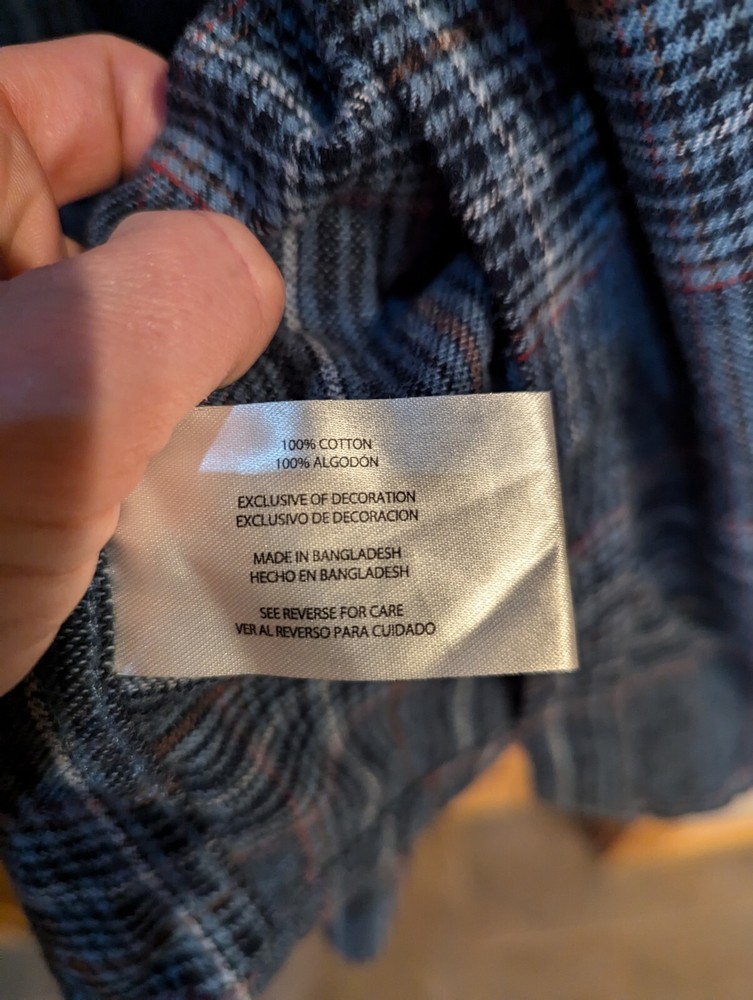 100% COTTON
100% ALGODÓN
EXCLUSIVE OF DECORATION
EXCLUSIVO DE DECORACION
MADE IN BANGLADESH
HECHO EN BANGLADESH
SEE REVERSE FOR CARE
VER AL REVERSO PARA CUIDADO